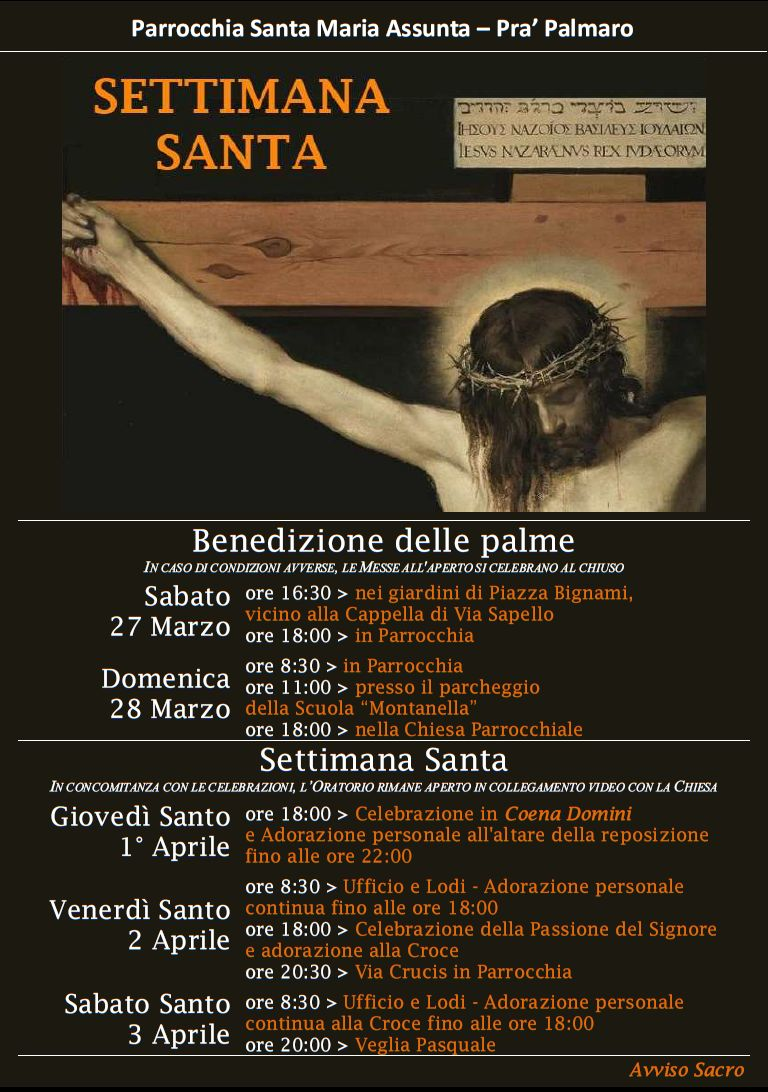 Parrocchia Santa Maria Assunta – Pra’ Palmaro
SETTIMANA
SANTA
ΙΗΣΟΥΣ ΝΑΖΟΙΟΣ ΒΑΣΙΛΕΥΣ ΙΟΥΔΑΙΩΝ
IESVS NAZARÆNVS REX IVDÆORVM
Benedizione delle palme
In caso di condizioni avverse, le Messe all'aperto si celebrano al chiuso
Sabato
27 Marzo
ore 16:30 > nei giardini di Piazza Bignami,
vicino alla Cappella di Via Sapello
ore 18:00 > in Parrocchia
Domenica
28 Marzo
ore 8:30 > in Parrocchia
ore 11:00 > presso il parcheggio
della Scuola “Montanella”
ore 18:00 > nella Chiesa Parrocchiale
Settimana Santa
In concomitanza con le celebrazioni, l’Oratorio rimane aperto in collegamento video con la Chiesa
Giovedì Santo
1° Aprile
ore 18:00 > Celebrazione in Coena Domini
e Adorazione personale all'altare della reposizione
fino alle ore 22:00
Venerdì Santo
2 Aprile
ore 8:30 > Ufficio e Lodi - Adorazione personale
continua fino alle ore 18:00
ore 18:00 > Celebrazione della Passione del Signore
e adorazione alla Croce
ore 20:30 > Via Crucis in Parrocchia
Sabato Santo
3 Aprile
ore 8:30 > Ufficio e Lodi - Adorazione personale
continua alla Croce fino alle ore 18:00
ore 20:00 > Veglia Pasquale
Avviso Sacro